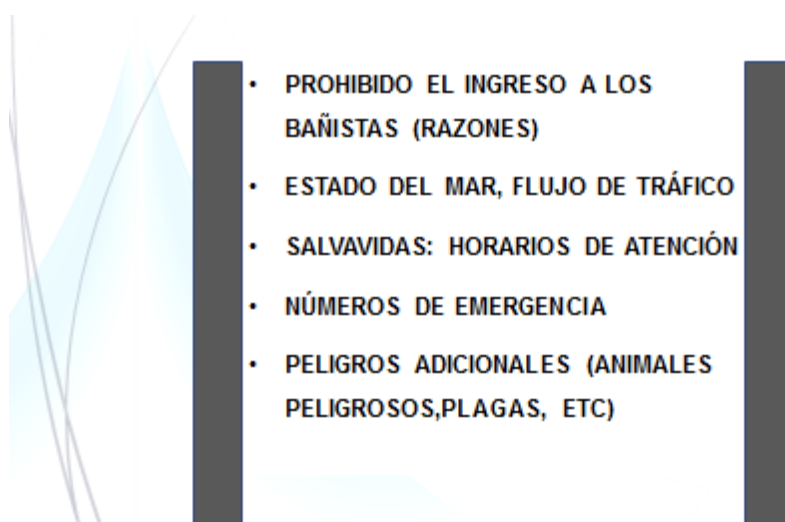 • PROHIBIDO EL INGRESO A LOS
BAÑISTAS (RAZONES)
• ESTADO DEL MAR, FLUJO DE TRÁFICO
• SALVAVIDAS: HORARIOS DE ATENCIÓN
• NÚMEROS DE EMERGENCIA
• PELIGROS ADICIONALES (ANIMALES
PELIGROSOS,PLAGAS, ETC)